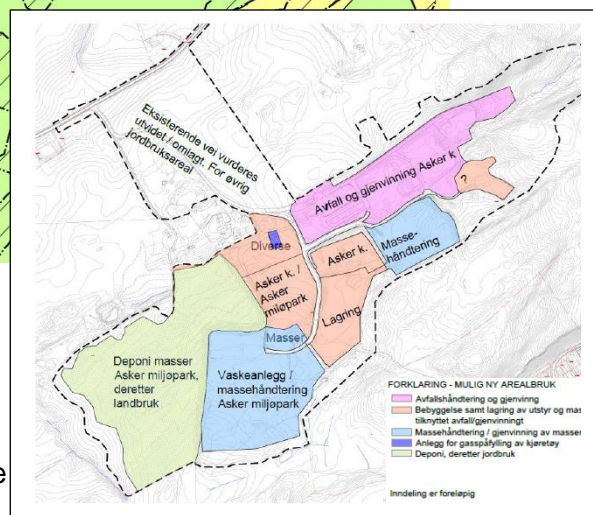 Eksisterende vei vurderes
utvidet / omlagt. For øvrig
jordbruksareal
Avfall og gjenvinning Asker k
?
Diverse
Asker k.
Masse-
håndtering
Asker k. /
Asker
miljøpark
Lagring
Masser
Deponi masser
Asker miljøpark,
deretter
landbruk
Vaskeanlegg /
massehåndtering
Asker miljøpark
FORKLARING - MULIG NY AREALBRUK
Avfallshåndtering og gjenvinng
Bebyggelse samt lagring av utstyr og mas
tilknyttet avfall/gjenvinningt
Massehåndtering / gjenvinning av masser
Anlegg for gasspåfylling av kjøretøy
Deponi, deretter jordbruk
Inndeling er foreløpig
e